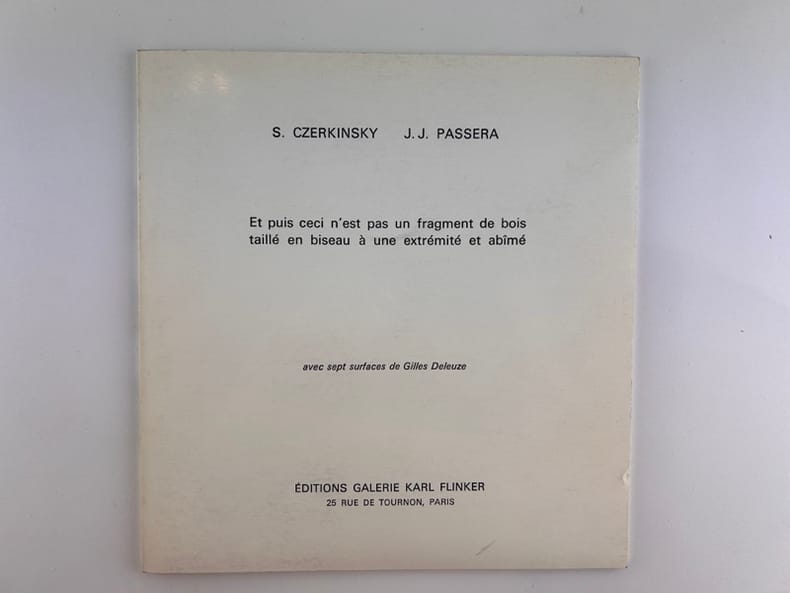 S. CZERKINSKY J. J. PASSERA
Et puis ceci n'est pas un fragment de bois
taillé en biseau à une extrémité et abîmé
avec sept surfaces de Gilles Deleuze
ÉDITIONS GALERIE KARL FLINKER
25 RUE DE TOURNON, PARIS